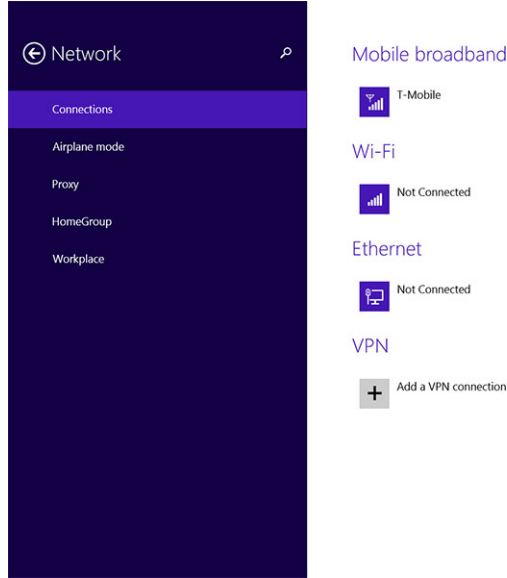 Network
Connections
Airplane mode
Proxy
HomeGroup
Workplace
Mobile broadband
T-Mobile
Wi-Fi
Not Connected
Ethernet
Not Connected
VPN
Add a VPN connection